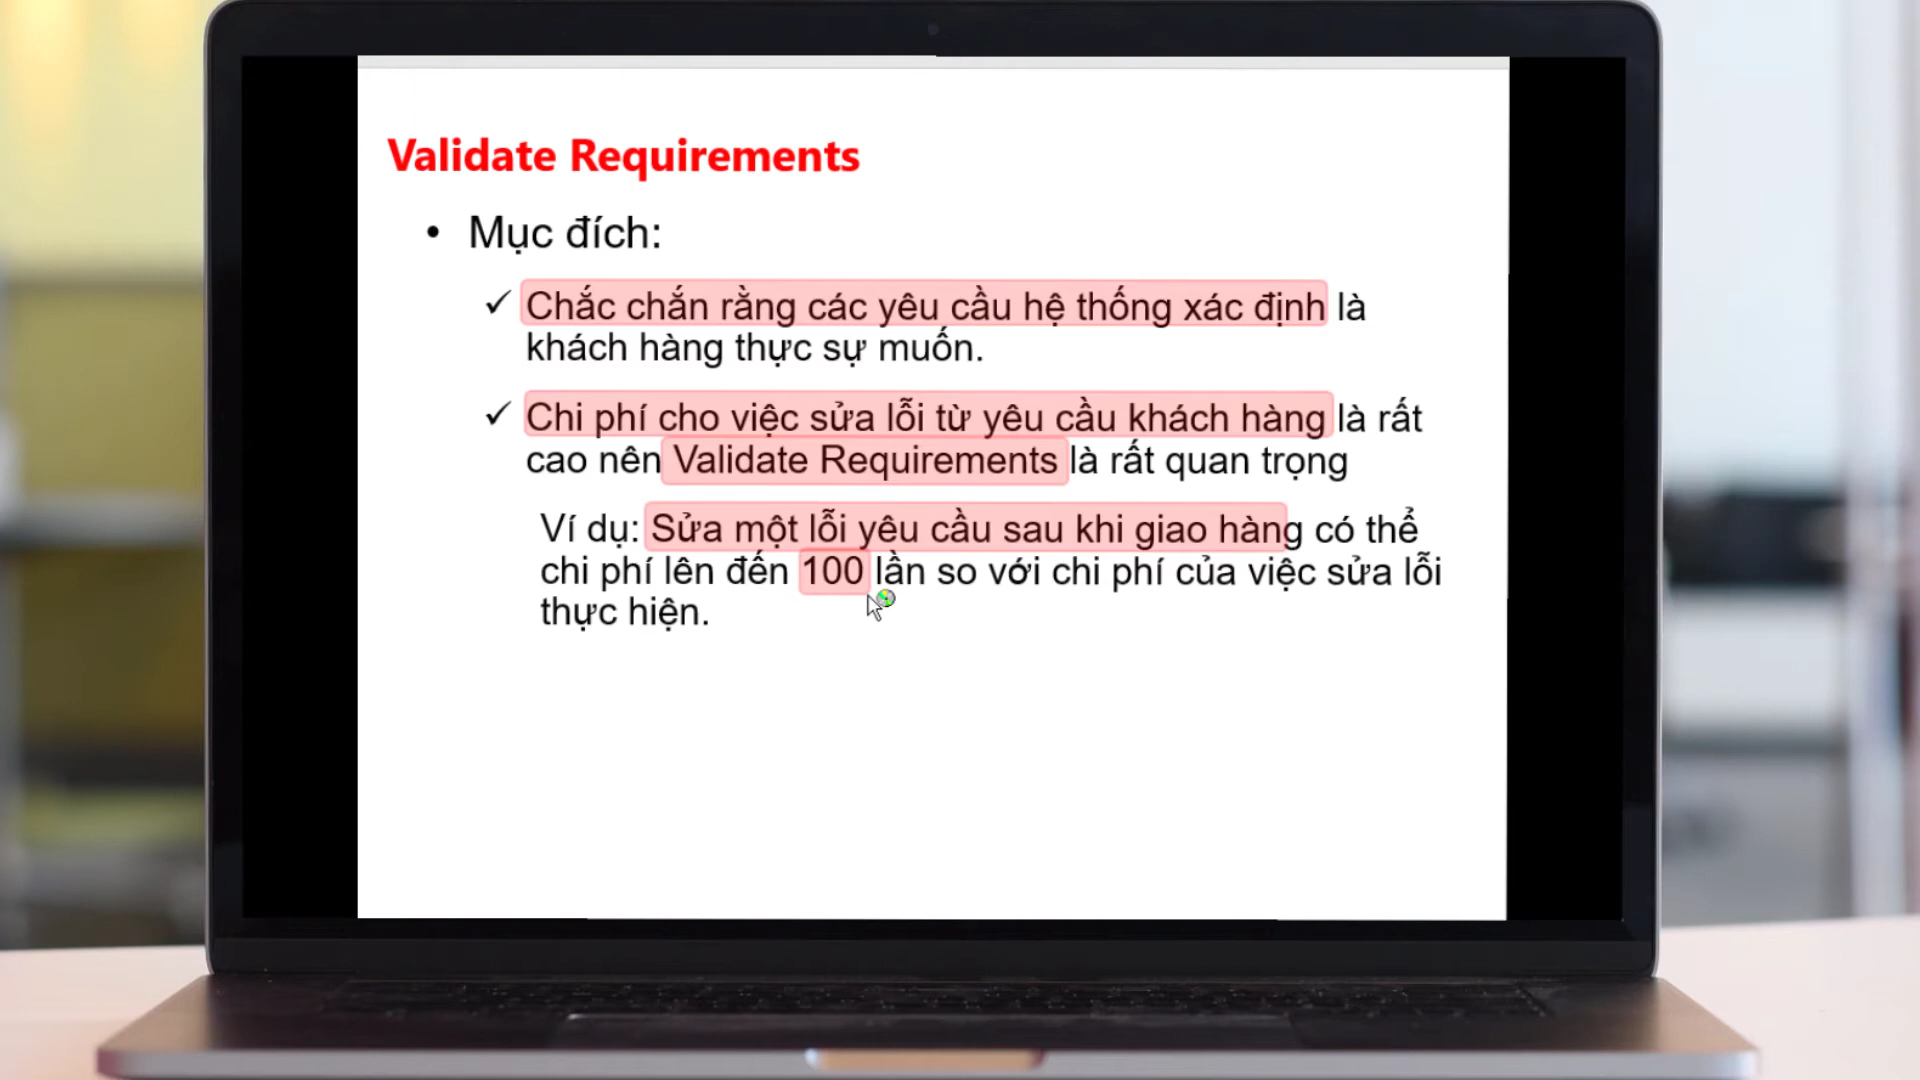 Validate Requirements
• Mục đích:
✓ Chắc chắn rằng các yêu cầu hệ thống xác định là
khách hàng thực sự muốn.
✓ Chi phí cho việc sửa lỗi từ yêu cầu khách hàng là rất
cao nên Validate Requirements là rất quan trọng
Ví dụ: Sửa một lỗi yêu cầu sau khi giao hàng có thể
chi phí lên đến 100 lần so với chi phí của việc sửa lỗi
thực hiện.